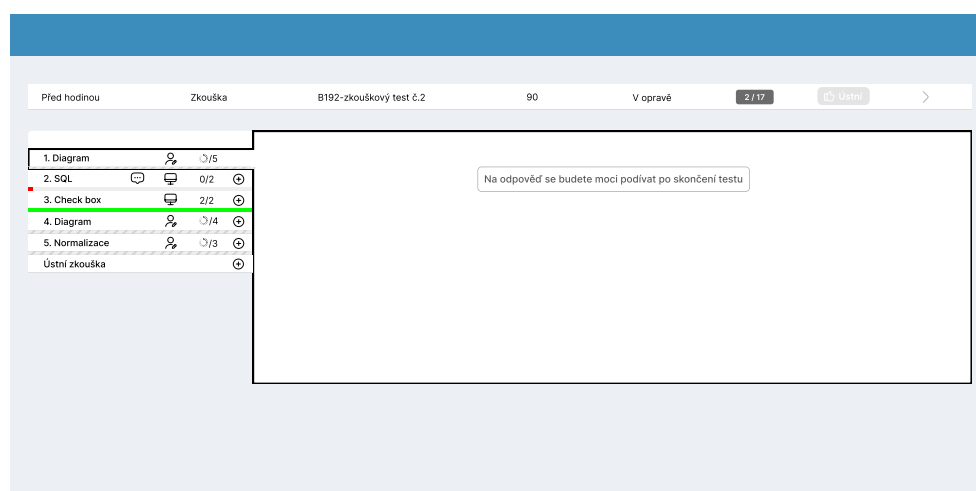 Před hodinou Zkouška B192-zkouškový test č.2 90 V opravě 2 / 17 Ústní
1. Diagram /5
2. SQL 0/2
3. Check box 2/2
4. Diagram /4
5. Normalizace /3
Ústní zkouška
Na odpověď se budete moci podívat po skončení testu